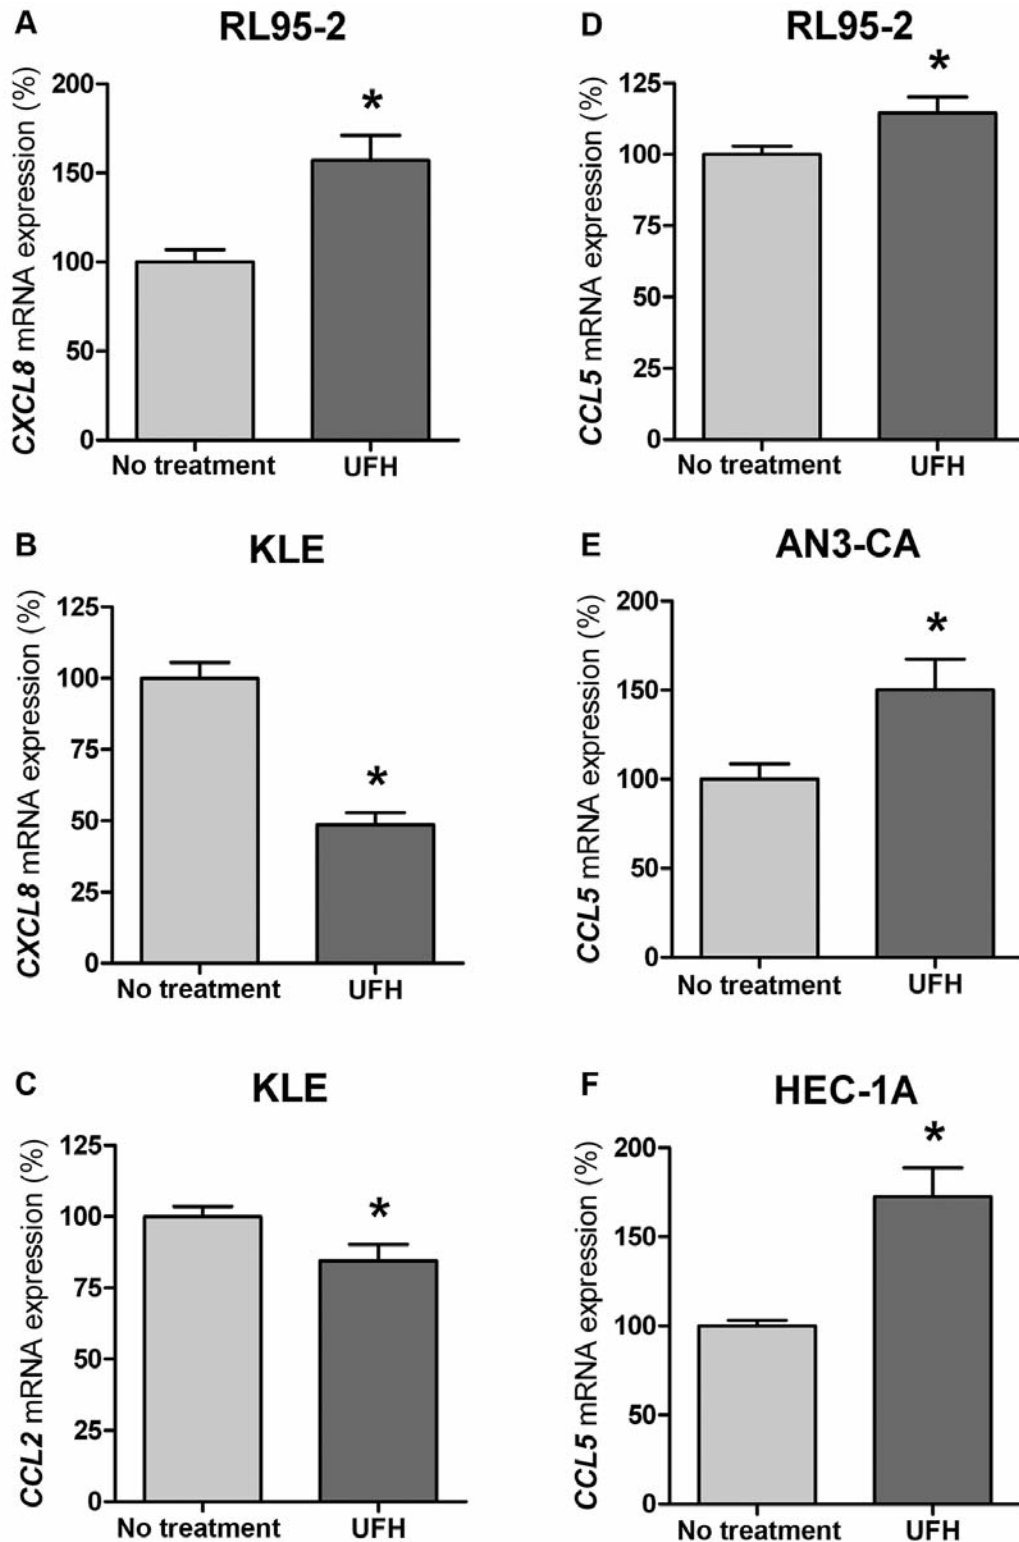 A
RL95-2
CXCL8 mRNA expression (%)
200
150
100
50
0
*
No treatment
UFH
B
KLE
CXCL8 mRNA expression (%)
125
100
75
50
25
0
*
No treatment
UFH
C
KLE
CCL2 mRNA expression (%)
125
100
75
50
25
0
*
No treatment
UFH
D
RL95-2
CCL5 mRNA expression (%)
125
100
75
50
25
0
*
No treatment
UFH
E
AN3-CA
CCL5 mRNA expression (%)
200
150
100
50
0
*
No treatment
UFH
F
HEC-1A
CCL5 mRNA expression (%)
200
150
100
50
0
*
No treatment
UFH